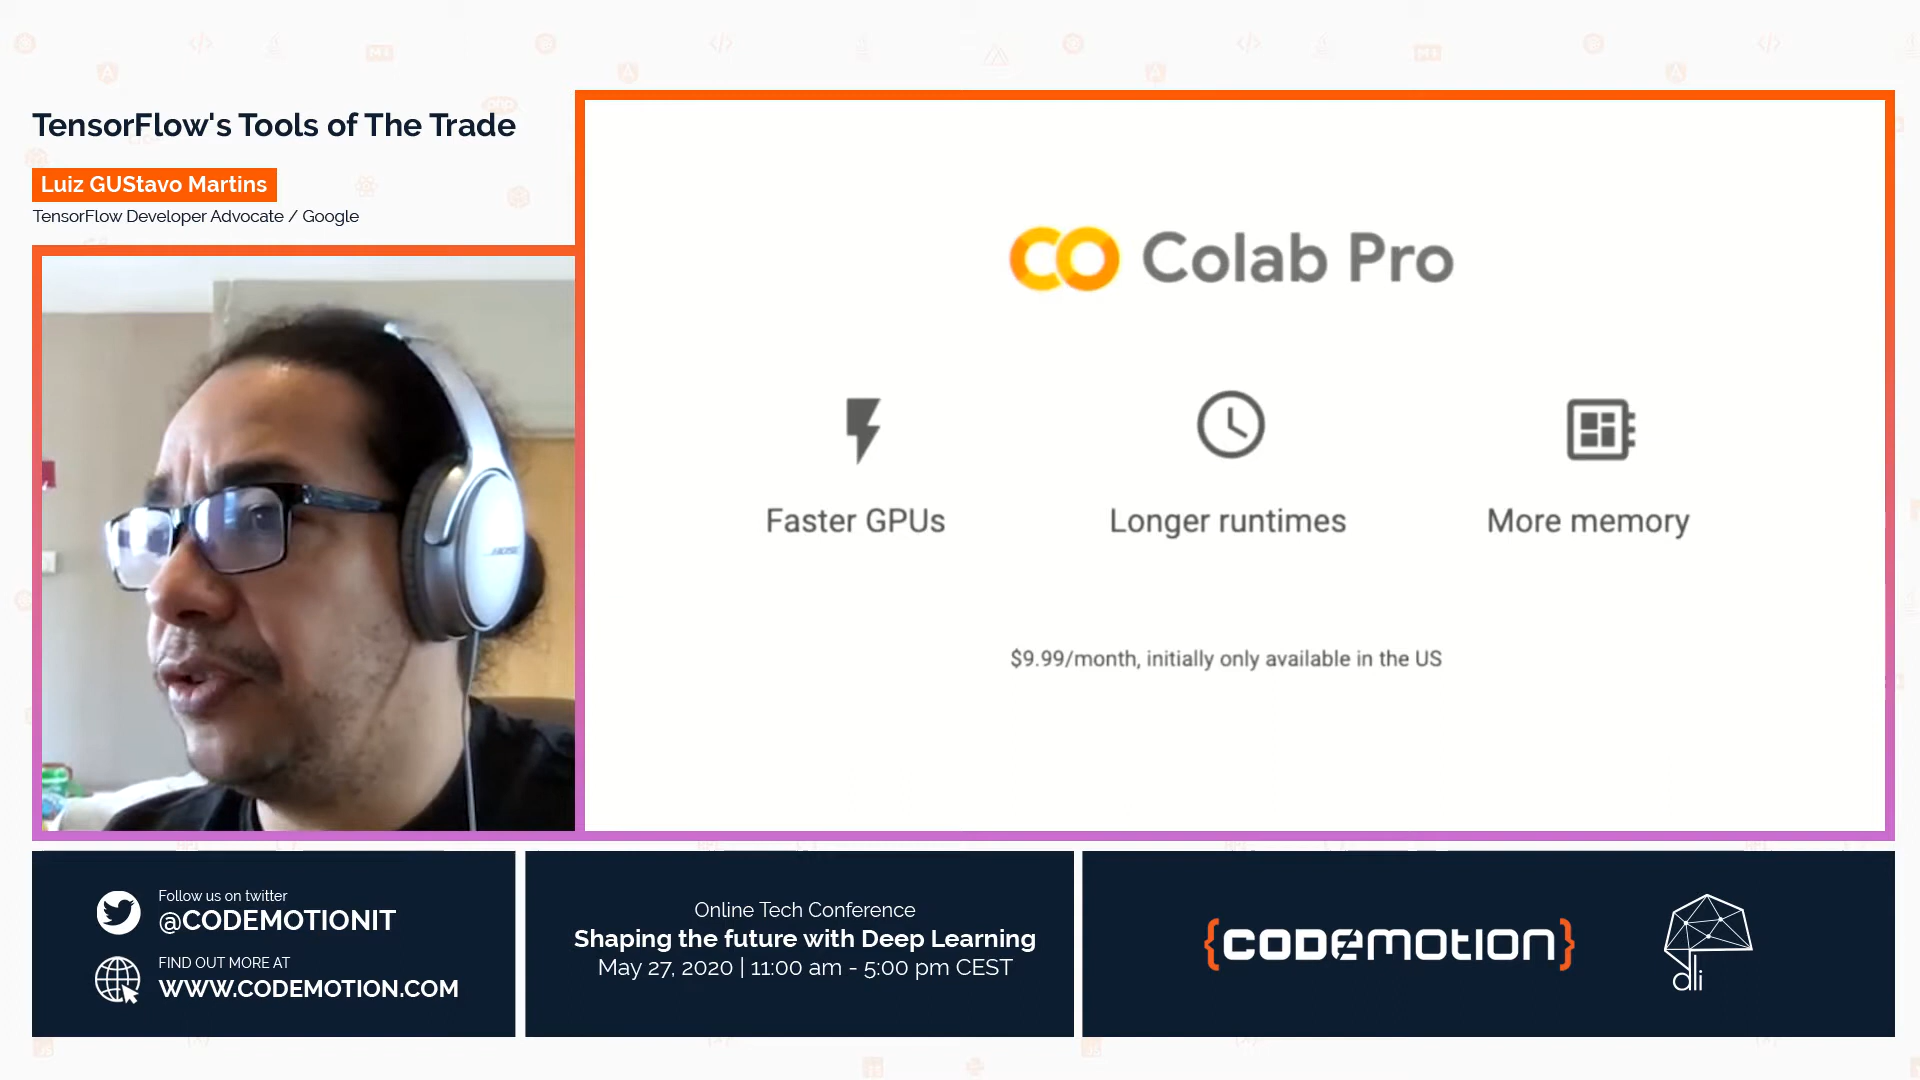 TensorFlow's Tools of The Trade
Luiz GUStavo Martins
TensorFlow Developer Advocate / Google
BOSE
Colab Pro
Faster GPUs
Longer runtimes
More memory
$9.99/month, initially only available in the US
Follow us on twitter
@CODEMOTIONIT
FIND OUT MORE AT
WWW.CODEMOTION.COM
Online Tech Conference
Shaping the future with Deep Learning
May 27, 2020 | 11:00 am - 5:00 pm CEST
{CODEMOTION}
dli